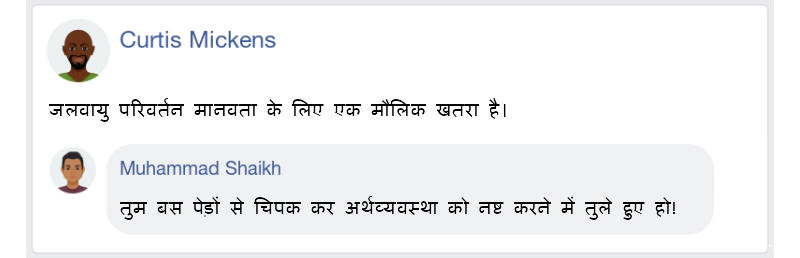 Curtis Mickens
जलवायु परिवर्तन मानवता के लिए एक मौलिक खतरा है।
Muhammad Shaikh
तुम बस पेड़ों से चिपक कर अर्थव्यवस्था को नष्ट करने में तुले हुए हो!